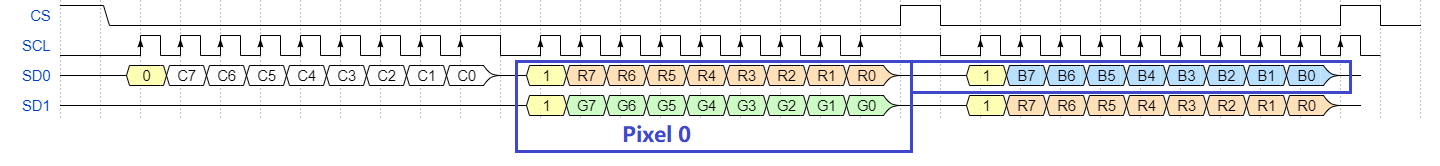 CS
SCL
SD0 0 C7 C6 C5 C4 C3 C2 C1 C0 1 R7 R6 R5 R4 R3 R2 R1 R0 1 B7 B6 B5 B4 B3 B2 B1 B0
SD1 1 G7 G6 G5 G4 G3 G2 G1 G0 1 R7 R6 R5 R4 R3 R2 R1 R0
Pixel 0